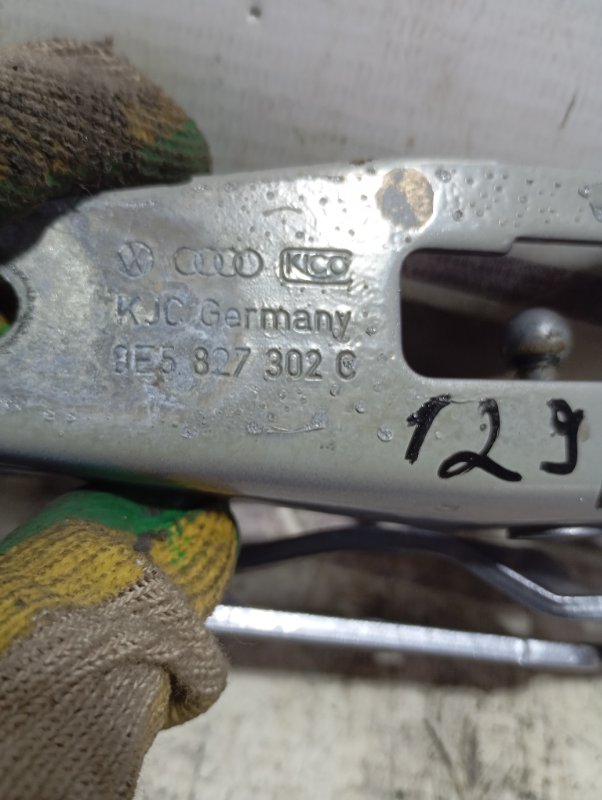 KICO
KJC Germany
8E5 827 302 C
129